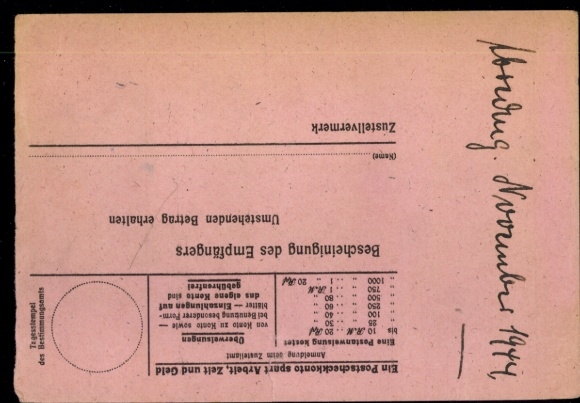 Ein Postscheckkonto spart Arbeit, Zeit und Geld
Anmeldung beim Zustellamt
Eine Postanweisung kostet
bis 10 RM . . 20 Rpf
25 " . . 30 "
100 " . . 40 "
250 " . . 60 "
500 " . . 80 "
750 " . . 1 RM
1000 " . . 1 " 20 Rpf
Überweisungen
von Konto zu Konto — sowie
bei Benutzung besonderer Form-
blätter — Einzahlungen auf
das eigene Konto sind
gebührenfrei
Tagesstempel
des Bestimmungsamts
Bescheinigung des Empfängers
Umstehenden Betrag erhalten
(Name)
Zustellvermerk
November 1944,